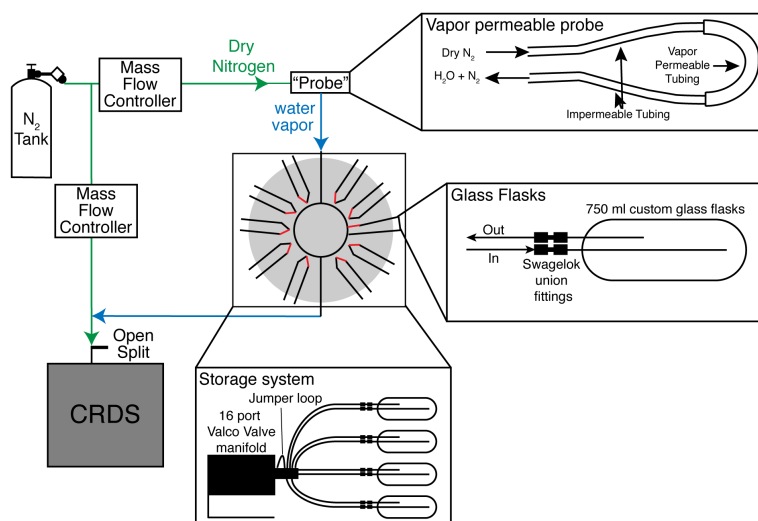 Vapor permeable probe
Dry N₂
H₂O + N₂
Vapor
Permeable
Tubing
Impermeable Tubing
Dry
Nitrogen
Mass
Flow
Controller
"Probe"
N₂
Tank
water
vapor
Mass
Flow
Controller
Glass Flasks
750 ml custom glass flasks
Out
In
Swagelok
union
fittings
Open
Split
CRDS
Storage system
Jumper loop
16 port
Valco Valve
manifold